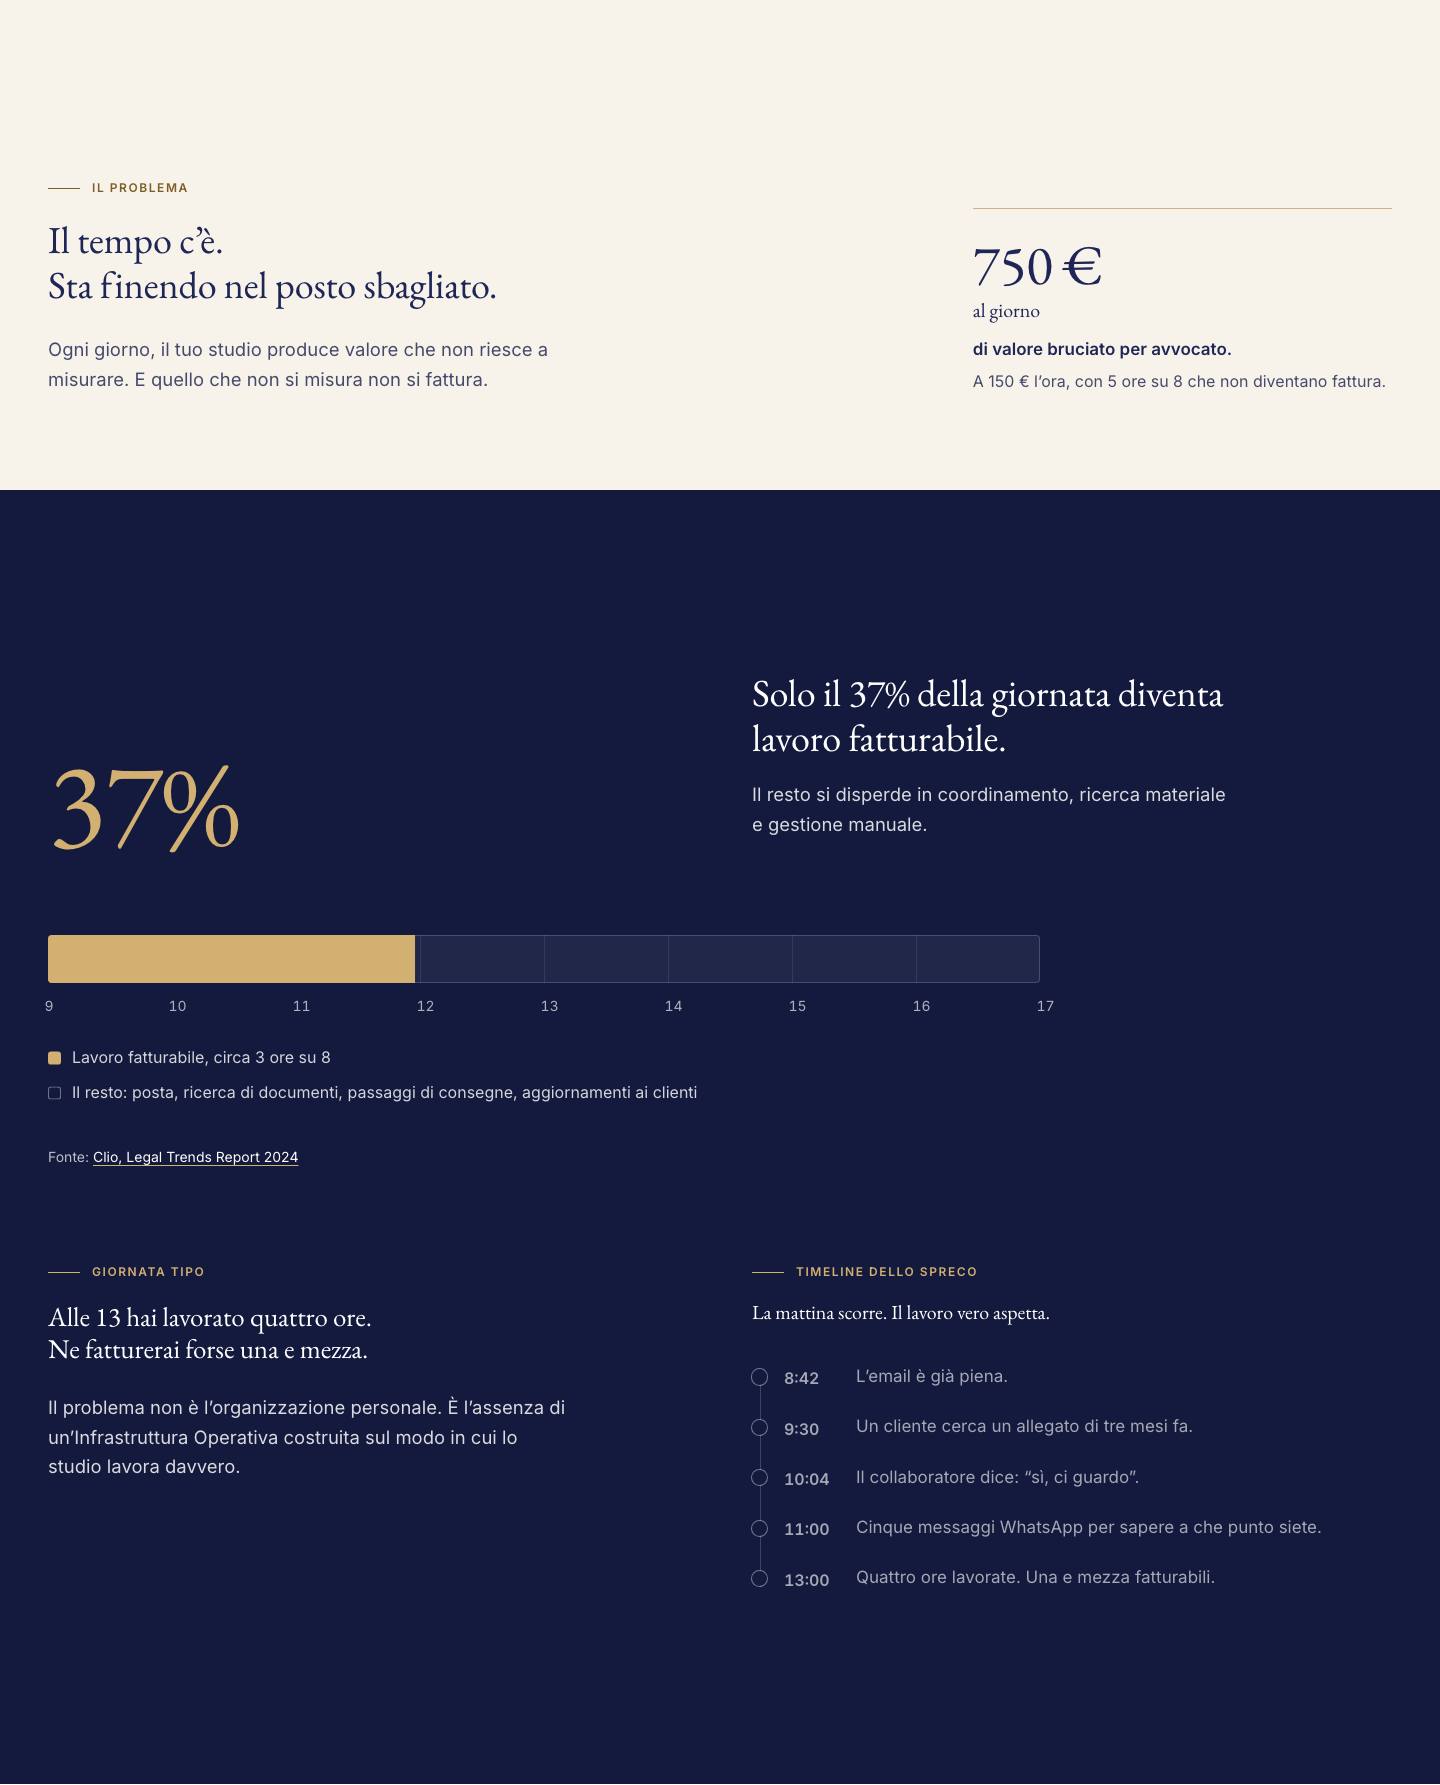 IL PROBLEMA
Il tempo c’è.
Sta finendo nel posto sbagliato.
Ogni giorno, il tuo studio produce valore che non riesce a
misurare. E quello che non si misura non si fattura.
750 €
al giorno
di valore bruciato per avvocato.
A 150 € l’ora, con 5 ore su 8 che non diventano fattura.
37%
Solo il 37% della giornata diventa
lavoro fatturabile.
Il resto si disperde in coordinamento, ricerca materiale
e gestione manuale.
9 10 11 12 13 14 15 16 17
Lavoro fatturabile, circa 3 ore su 8
Il resto: posta, ricerca di documenti, passaggi di consegne, aggiornamenti ai clienti
Fonte: Clio, Legal Trends Report 2024
GIORNATA TIPO
Alle 13 hai lavorato quattro ore.
Ne fatturerai forse una e mezza.
Il problema non è l’organizzazione personale. È l’assenza di
un’Infrastruttura Operativa costruita sul modo in cui lo
studio lavora davvero.
TIMELINE DELLO SPRECO
La mattina scorre. Il lavoro vero aspetta.
8:42 L’email è già piena.
9:30 Un cliente cerca un allegato di tre mesi fa.
10:04 Il collaboratore dice: “sì, ci guardo”.
11:00 Cinque messaggi WhatsApp per sapere a che punto siete.
13:00 Quattro ore lavorate. Una e mezza fatturabili.